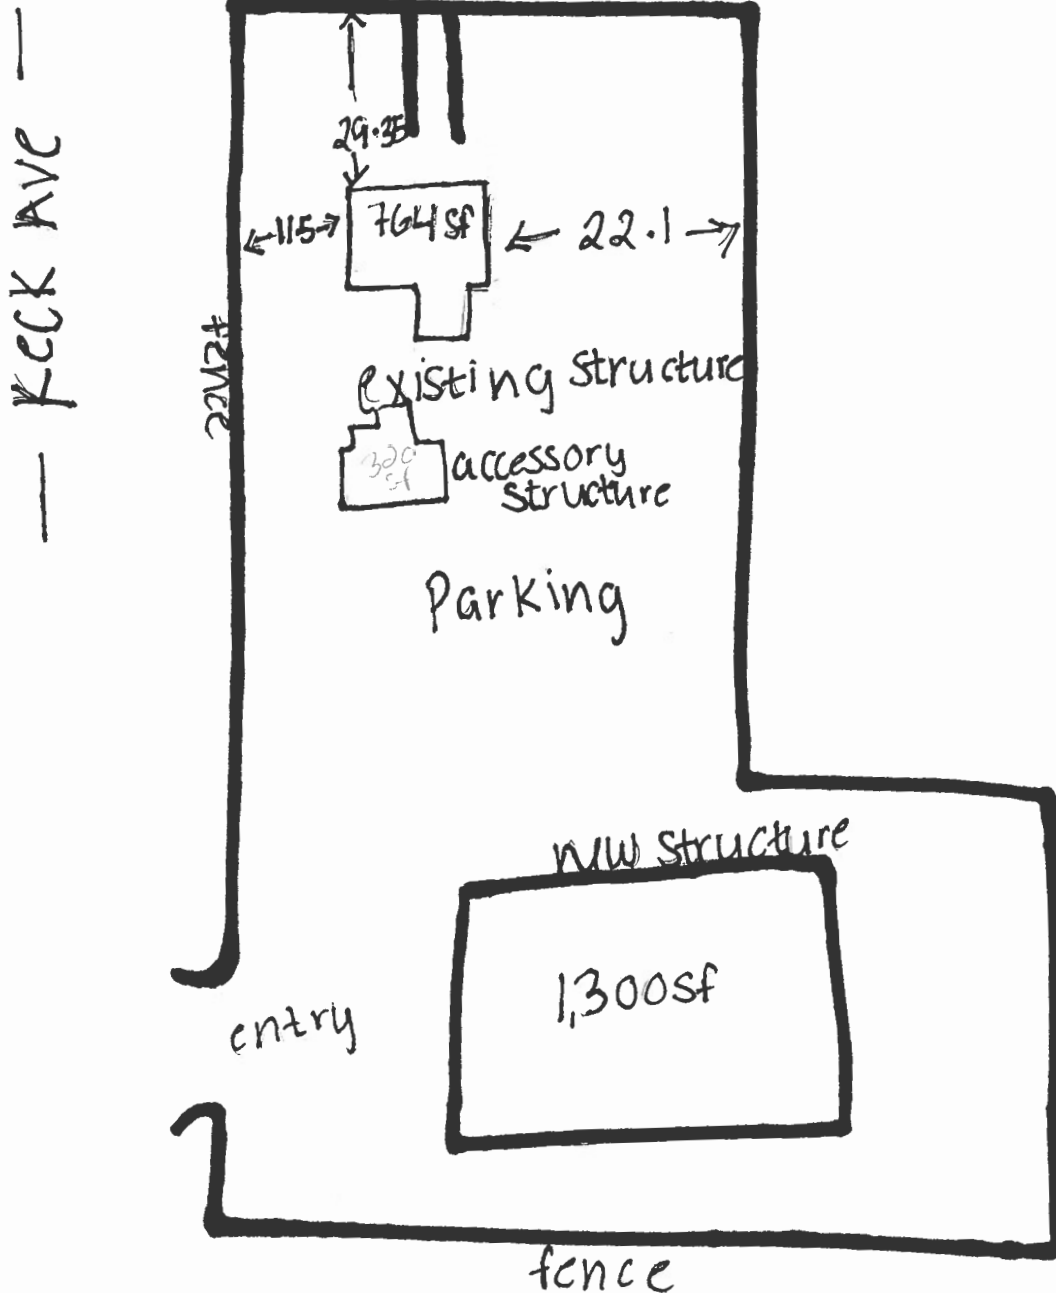 — KecK AVe —
29.35
115
764 sf
22.1
fence
existing structure
320
sf
accessory
structure
Parking
new structure
1,300sf
entry
fence